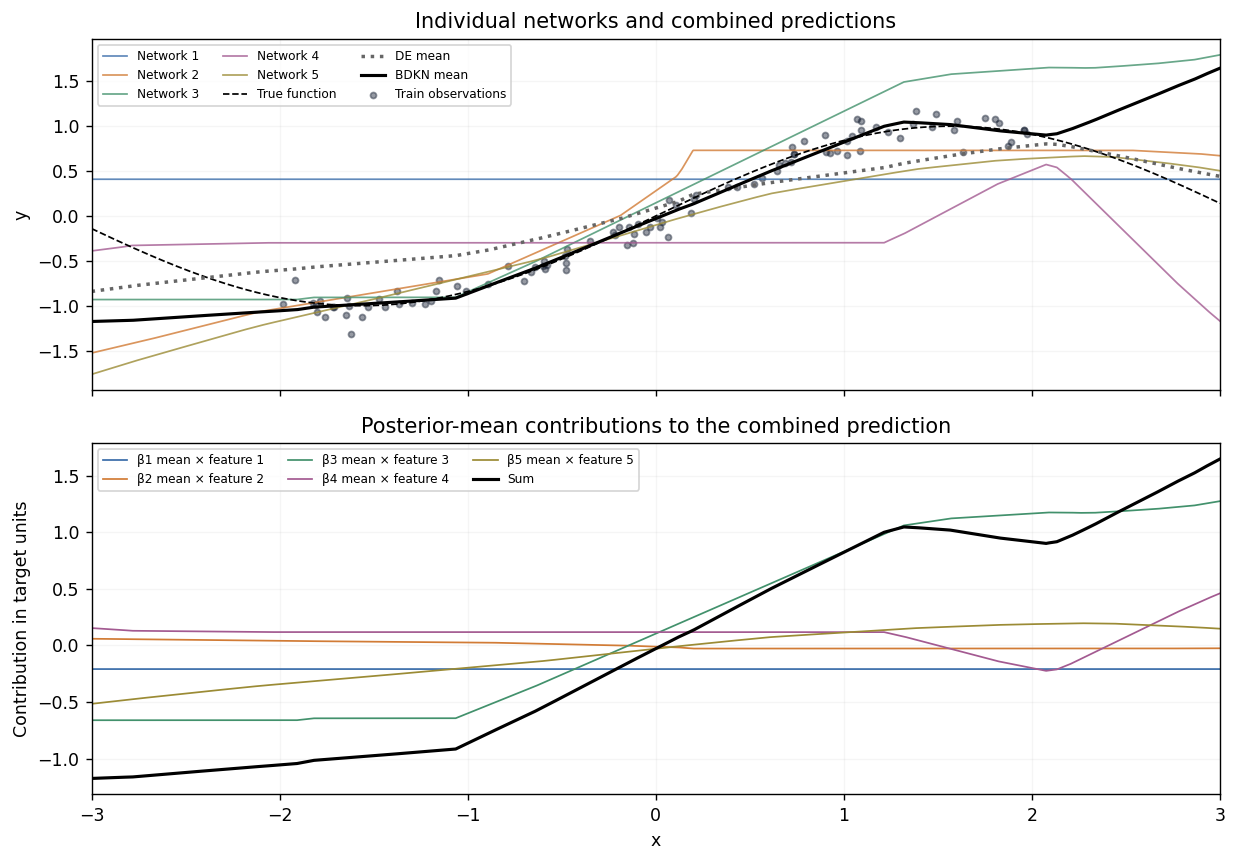 Individual networks and combined predictions
Network 1
Network 2
Network 3
Network 4
Network 5
True function
DE mean
BDKN mean
Train observations
y
1.5
1.0
0.5
0.0
−0.5
−1.0
−1.5
Posterior-mean contributions to the combined prediction
β1 mean × feature 1
β2 mean × feature 2
β3 mean × feature 3
β4 mean × feature 4
β5 mean × feature 5
Sum
Contribution in target units
1.5
1.0
0.5
0.0
−0.5
−1.0
−3
−2
−1
0
1
2
3
x